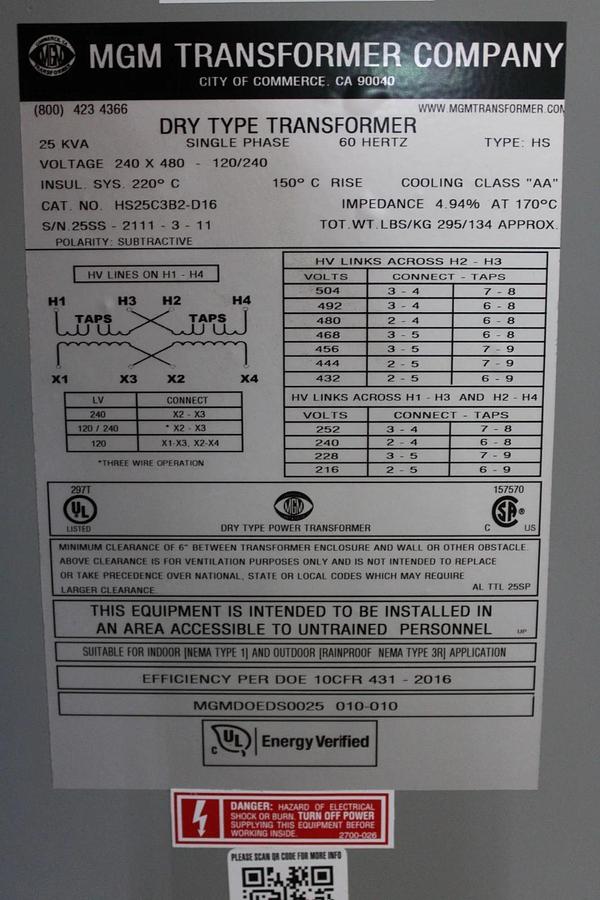 MGM TRANSFORMER COMPANY
CITY OF COMMERCE, CA 90040
COMMERCE, CA
MGM
TRANSFORMER
(800) 423 4366 WWW.MGMTRANSFORMER.COM
DRY TYPE TRANSFORMER
25 KVA SINGLE PHASE 60 HERTZ TYPE: HS
VOLTAGE 240 X 480 - 120/240
INSUL. SYS. 220° C 150° C RISE COOLING CLASS "AA"
CAT. NO. HS25C3B2-D16 IMPEDANCE 4.94% AT 170°C
S/N.25SS - 2111 - 3 - 11 TOT.WT.LBS/KG 295/134 APPROX.
POLARITY: SUBTRACTIVE
HV LINES ON H1 - H4
H1 H3 H2 H4
TAPS TAPS
X1 X3 X2 X4
LV CONNECT
240 X2 - X3
120 / 240 * X2 - X3
120 X1-X3, X2-X4
*THREE WIRE OPERATION
HV LINKS ACROSS H2 - H3
VOLTS CONNECT - TAPS
504 3 - 4 7 - 8
492 3 - 4 6 - 8
480 2 - 4 6 - 8
468 3 - 5 6 - 8
456 3 - 5 7 - 9
444 2 - 5 7 - 9
432 2 - 5 6 - 9
HV LINKS ACROSS H1 - H3 AND H2 - H4
VOLTS CONNECT - TAPS
252 3 - 4 7 - 8
240 2 - 4 6 - 8
228 3 - 5 7 - 9
216 2 - 5 6 - 9
297T 157570
UL MGM SA ®
LISTED DRY TYPE POWER TRANSFORMER C US
MINIMUM CLEARANCE OF 6" BETWEEN TRANSFORMER ENCLOSURE AND WALL OR OTHER OBSTACLE.
ABOVE CLEARANCE IS FOR VENTILATION PURPOSES ONLY AND IS NOT INTENDED TO REPLACE
OR TAKE PRECEDENCE OVER NATIONAL, STATE OR LOCAL CODES WHICH MAY REQUIRE
LARGER CLEARANCE. AL TTL 25SP
THIS EQUIPMENT IS INTENDED TO BE INSTALLED IN
AN AREA ACCESSIBLE TO UNTRAINED PERSONNEL UP
SUITABLE FOR INDOOR [NEMA TYPE 1] AND OUTDOOR [RAINPROOF NEMA TYPE 3R] APPLICATION
EFFICIENCY PER DOE 10CFR 431 - 2016
MGMDOEDS0025 010-010
C UL Energy Verified
DANGER: HAZARD OF ELECTRICAL
SHOCK OR BURN. TURN OFF POWER
SUPPLYING THIS EQUIPMENT BEFORE
WORKING INSIDE. 2700-026
PLEASE SCAN QR CODE FOR MORE INFO